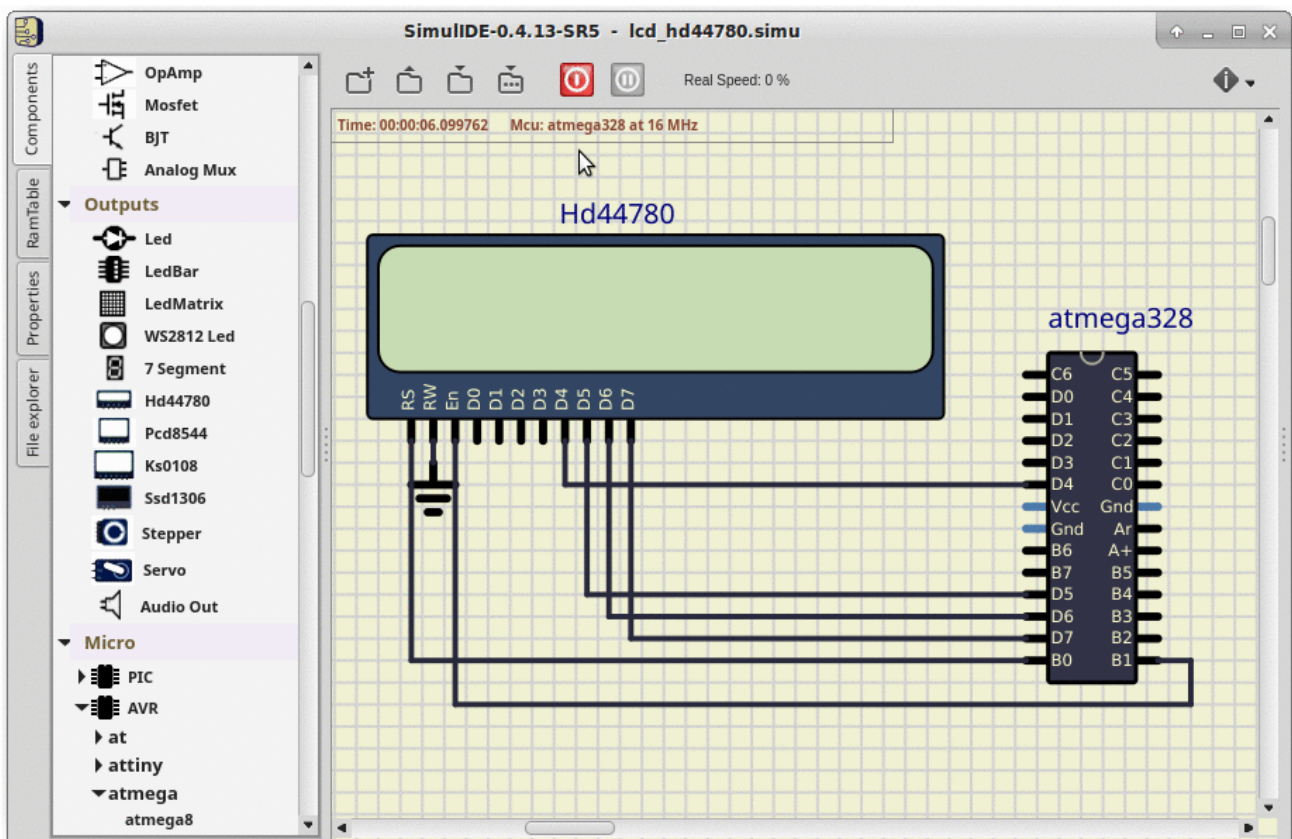 SimulIDE-0.4.13-SR5 - lcd_hd44780.simu
Components
RamTable
Properties
File explorer
OpAmp
Mosfet
BJT
Analog Mux
Outputs
Led
LedBar
LedMatrix
WS2812 Led
7 Segment
Hd44780
Pcd8544
Ks0108
Ssd1306
Stepper
Servo
Audio Out
Micro
PIC
AVR
at
attiny
atmega
atmega8
Real Speed: 0 %
Time: 00:00:06.099762 Mcu: atmega328 at 16 MHz
Hd44780
RS RW En D0 D1 D2 D3 D4 D5 D6 D7
atmega328
C6 C5
D0 C4
D1 C3
D2 C2
D3 C1
D4 C0
Vcc Gnd
Gnd Ar
B6 A+
B7 B5
D5 B4
D6 B3
D7 B2
B0 B1